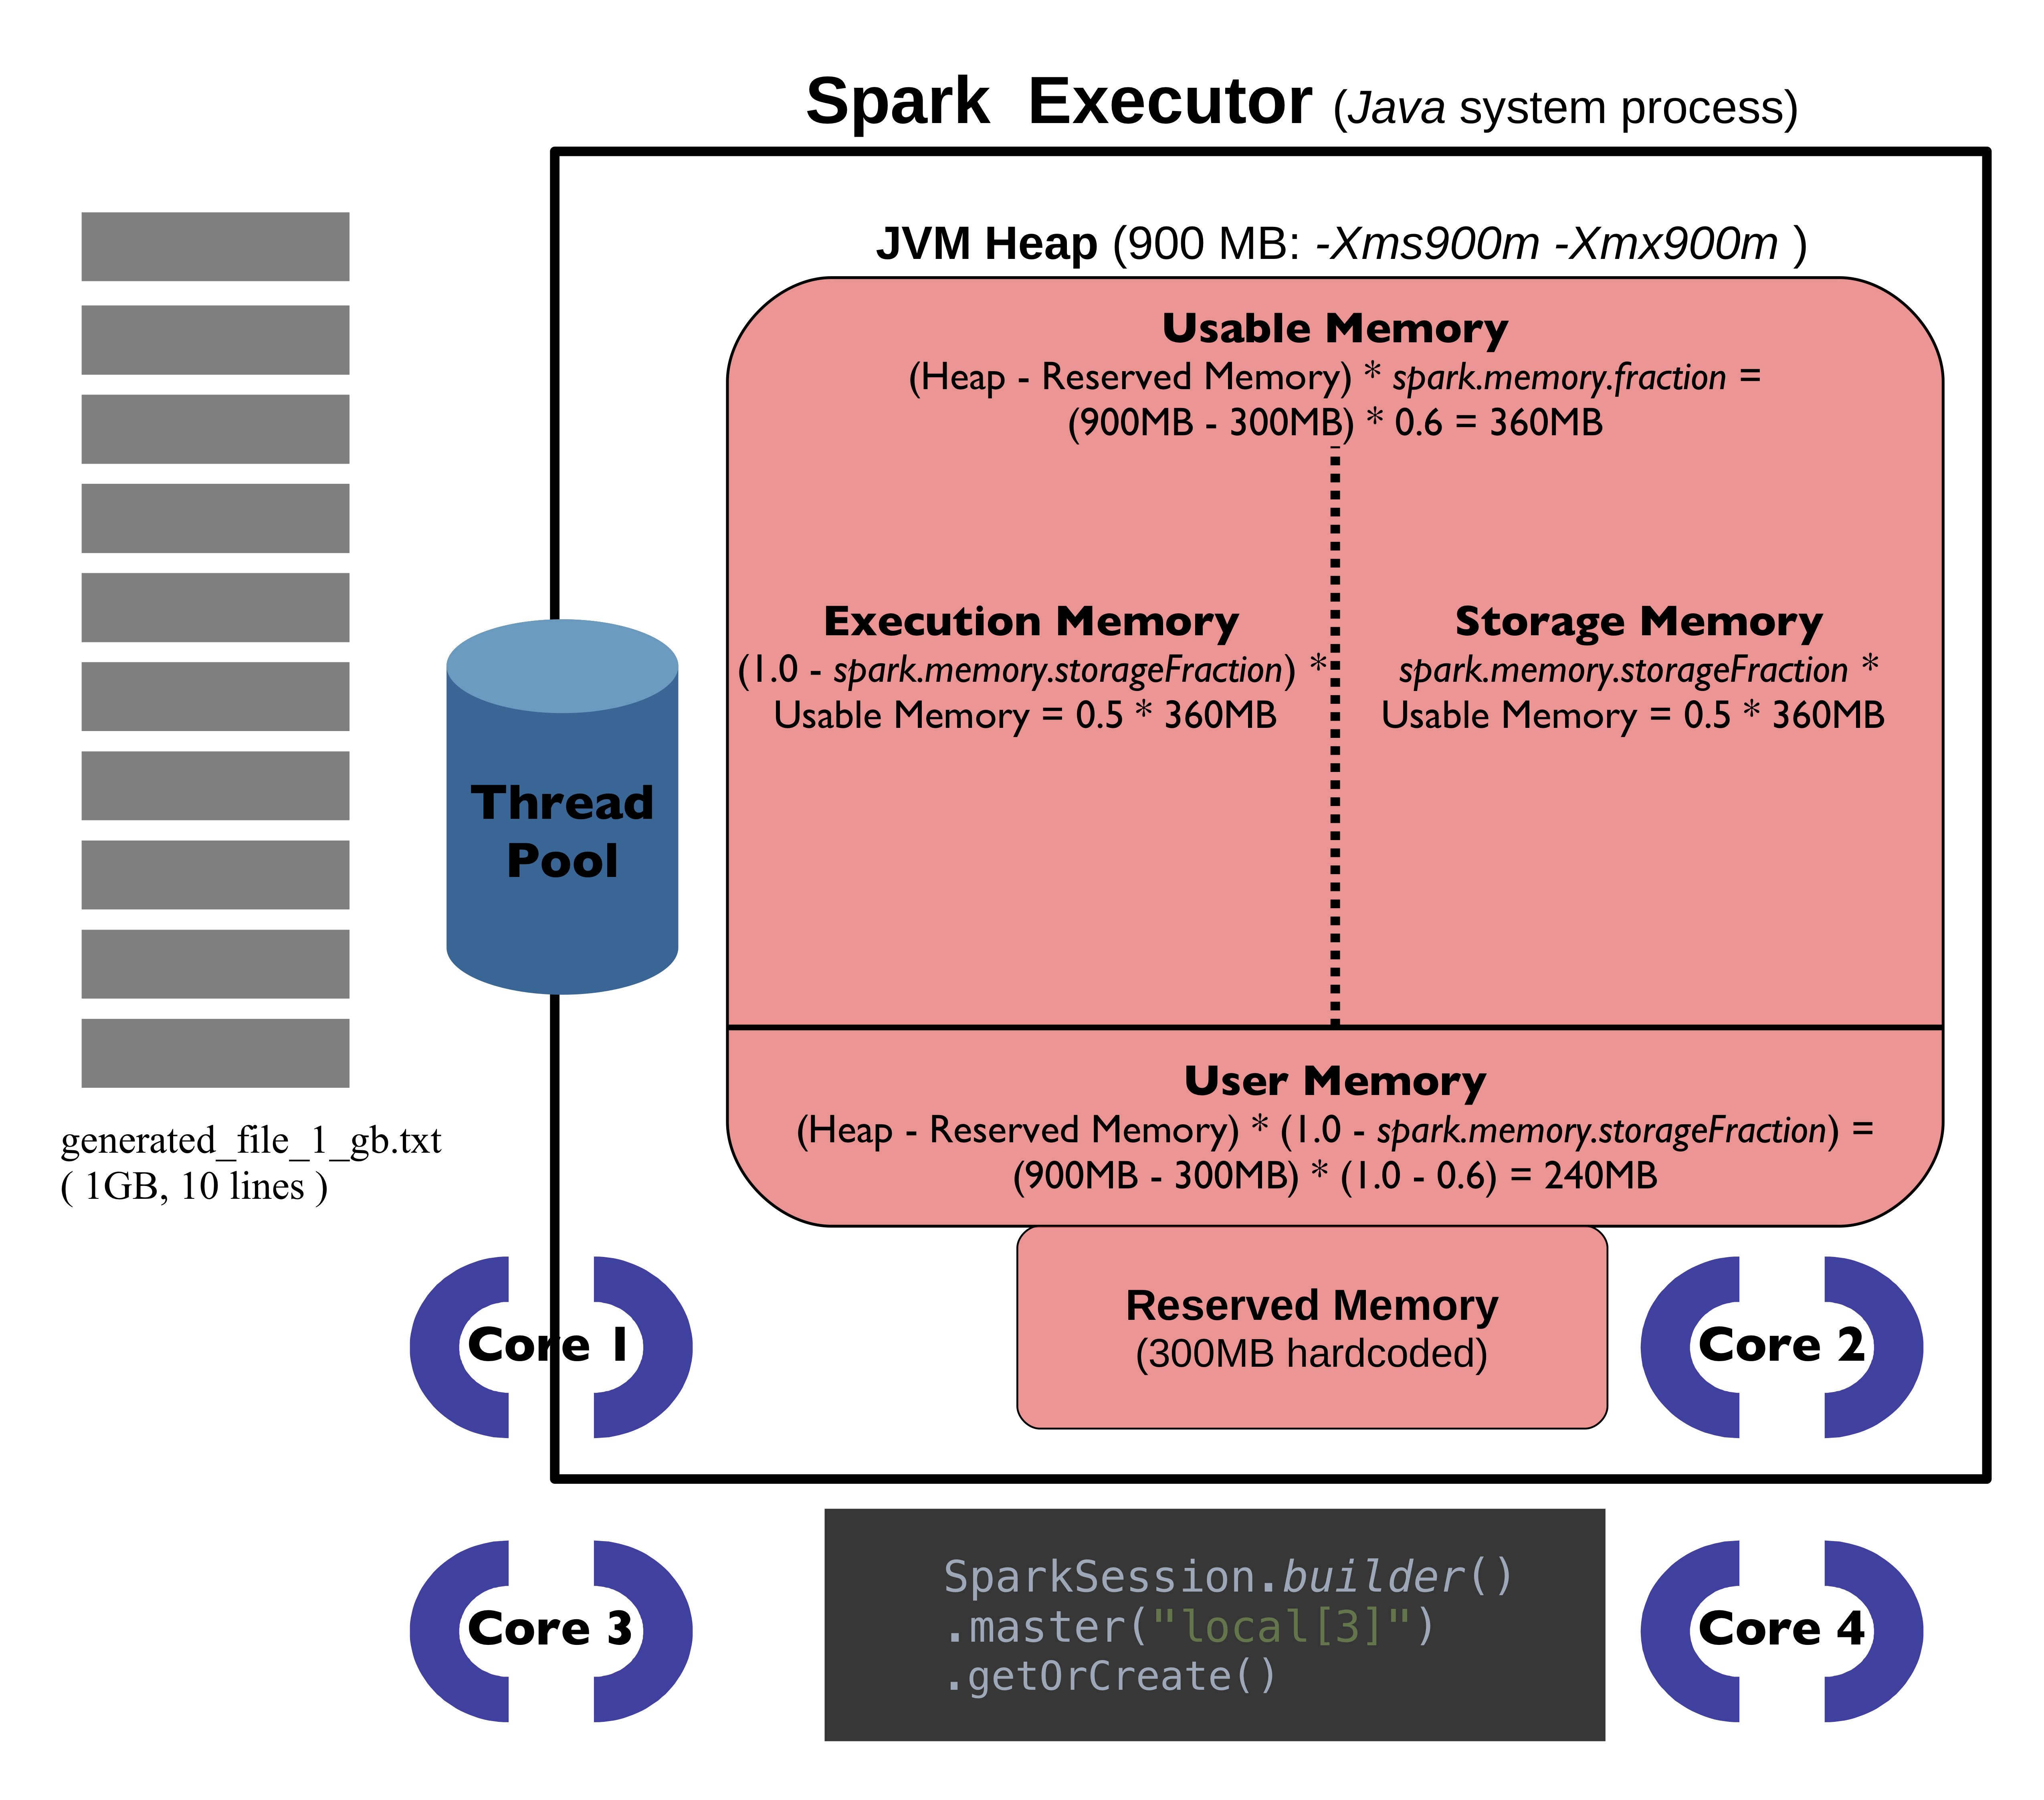 Spark Executor (Java system process)
JVM Heap (900 MB: -Xms900m -Xmx900m )
Usable Memory
(Heap - Reserved Memory) * spark.memory.fraction =
(900MB - 300MB) * 0.6 = 360MB
Execution Memory
(1.0 - spark.memory.storageFraction) *
Usable Memory = 0.5 * 360MB
Storage Memory
spark.memory.storageFraction *
Usable Memory = 0.5 * 360MB
Thread
Pool
User Memory
(Heap - Reserved Memory) * (1.0 - spark.memory.storageFraction) =
(900MB - 300MB) * (1.0 - 0.6) = 240MB
generated_file_1_gb.txt
( 1GB, 10 lines )
Core 1
Reserved Memory
(300MB hardcoded)
Core 2
Core 3
SparkSession.builder()
.master("local[3]")
.getOrCreate()
Core 4